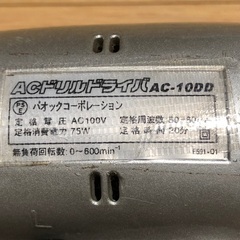 ACドリルドライバ AC-10DD
パオックコーポレーション
定格電圧 AC100V 定格周波数 50-60Hz
定格消費電力 75W 定格時間 20分
無負荷回転数 0~600min⁻¹